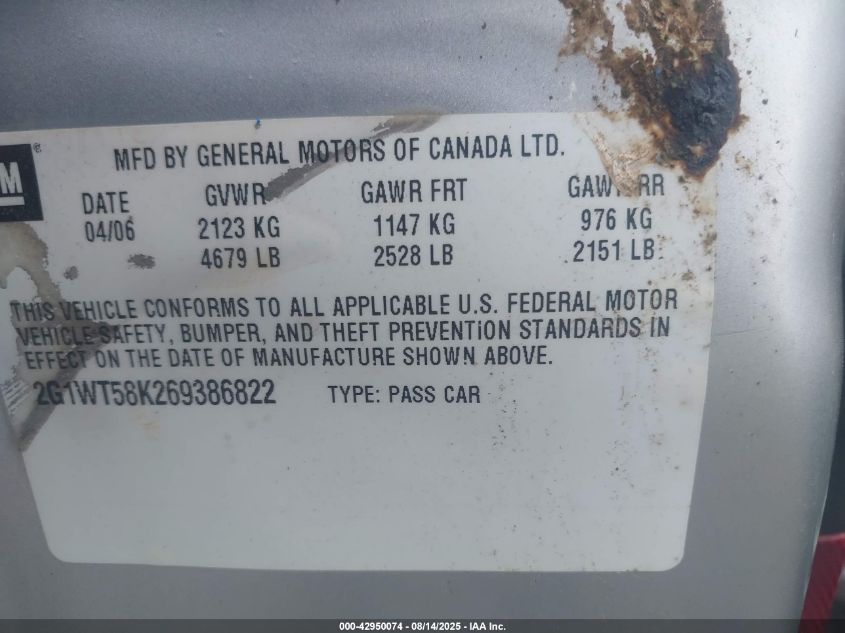 M ®
MFD BY GENERAL MOTORS OF CANADA LTD.
DATE GVWR GAWR FRT GAWR RR
04/06 2123 KG 1147 KG 976 KG
4679 LB 2528 LB 2151 LB
THIS VEHICLE CONFORMS TO ALL APPLICABLE U.S. FEDERAL MOTOR
VEHICLE SAFETY, BUMPER, AND THEFT PREVENTION STANDARDS IN
EFFECT ON THE DATE OF MANUFACTURE SHOWN ABOVE.
2G1WT58K269386822 TYPE: PASS CAR
000-42950074 - 08/14/2025 - IAA Inc.